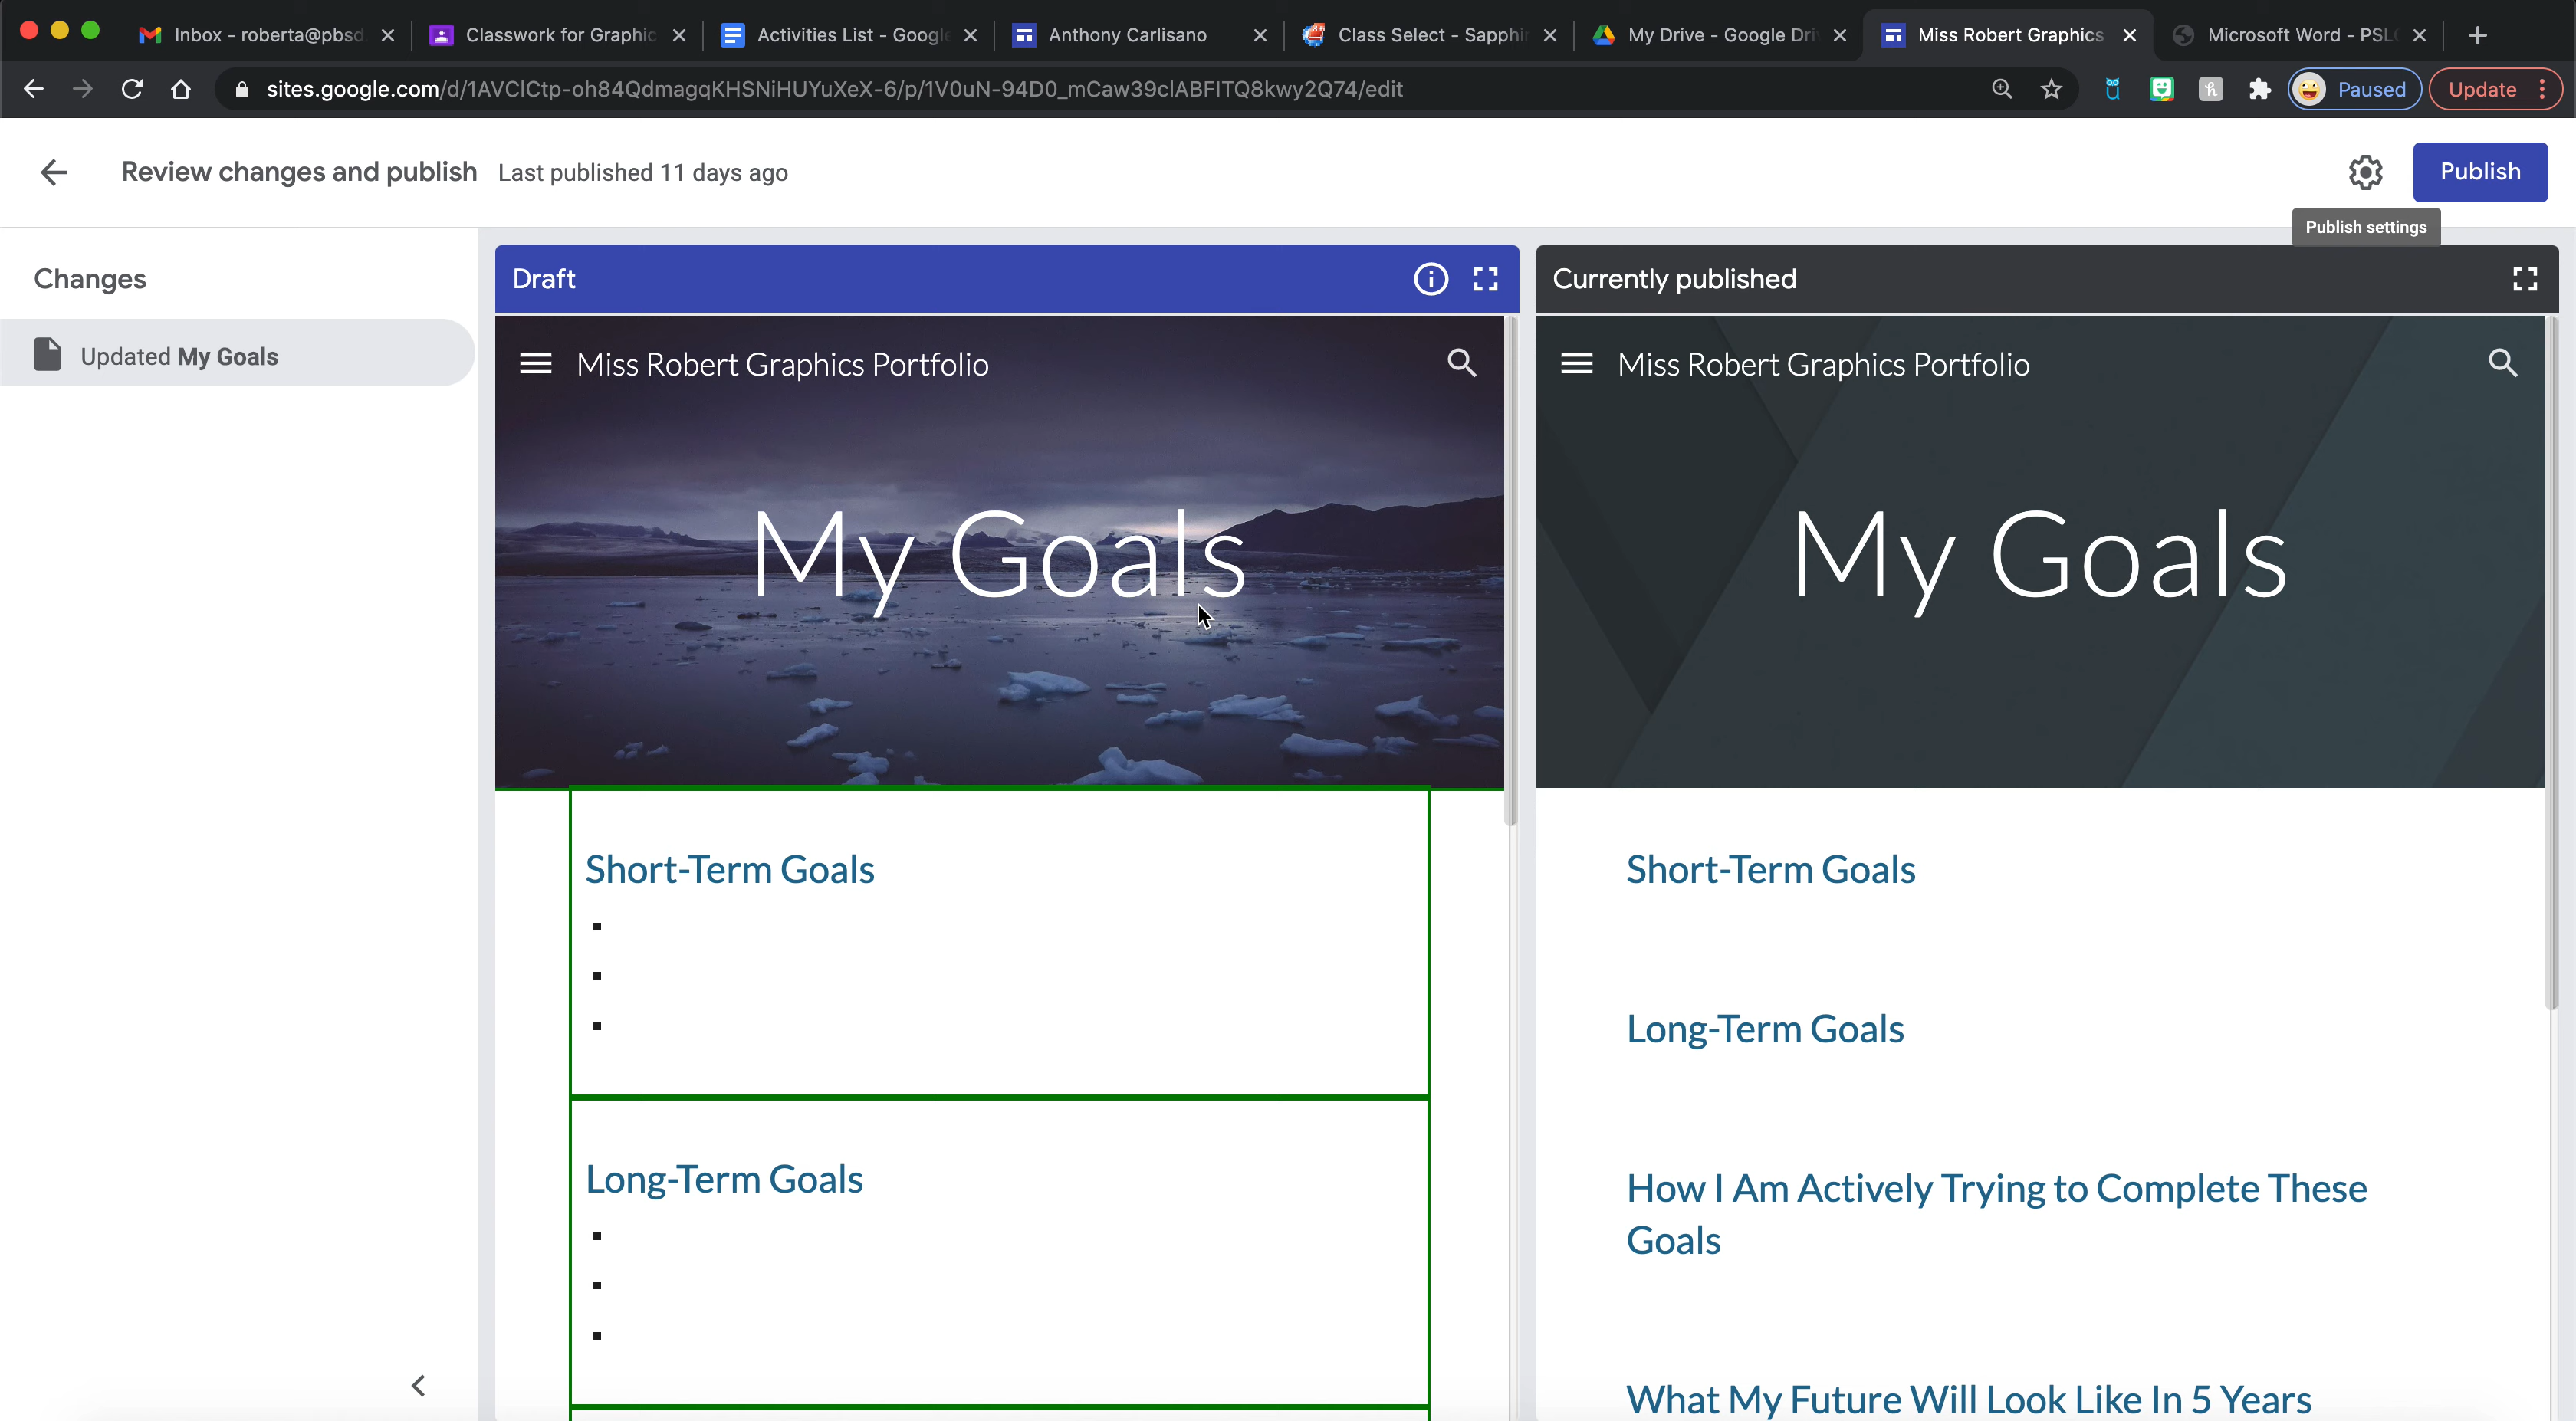 Inbox - roberta@pbsd
Classwork for Graphic
Activities List - Google
Anthony Carlisano
Class Select - Sapphir
My Drive - Google Dri
Miss Robert Graphics
Microsoft Word - PSL
sites.google.com/d/1AVClCtp-oh84QdmagqKHSNiHUYuXeX-6/p/1V0uN-94D0_mCaw39clABFITQ8kwy2Q74/edit
Paused
Update
Review changes and publish Last published 11 days ago
Publish
Publish settings
Changes
Updated My Goals
Draft
Miss Robert Graphics Portfolio
My Goals
Short-Term Goals
Long-Term Goals
Currently published
Miss Robert Graphics Portfolio
My Goals
Short-Term Goals
Long-Term Goals
How I Am Actively Trying to Complete These
Goals
What My Future Will Look Like In 5 Years